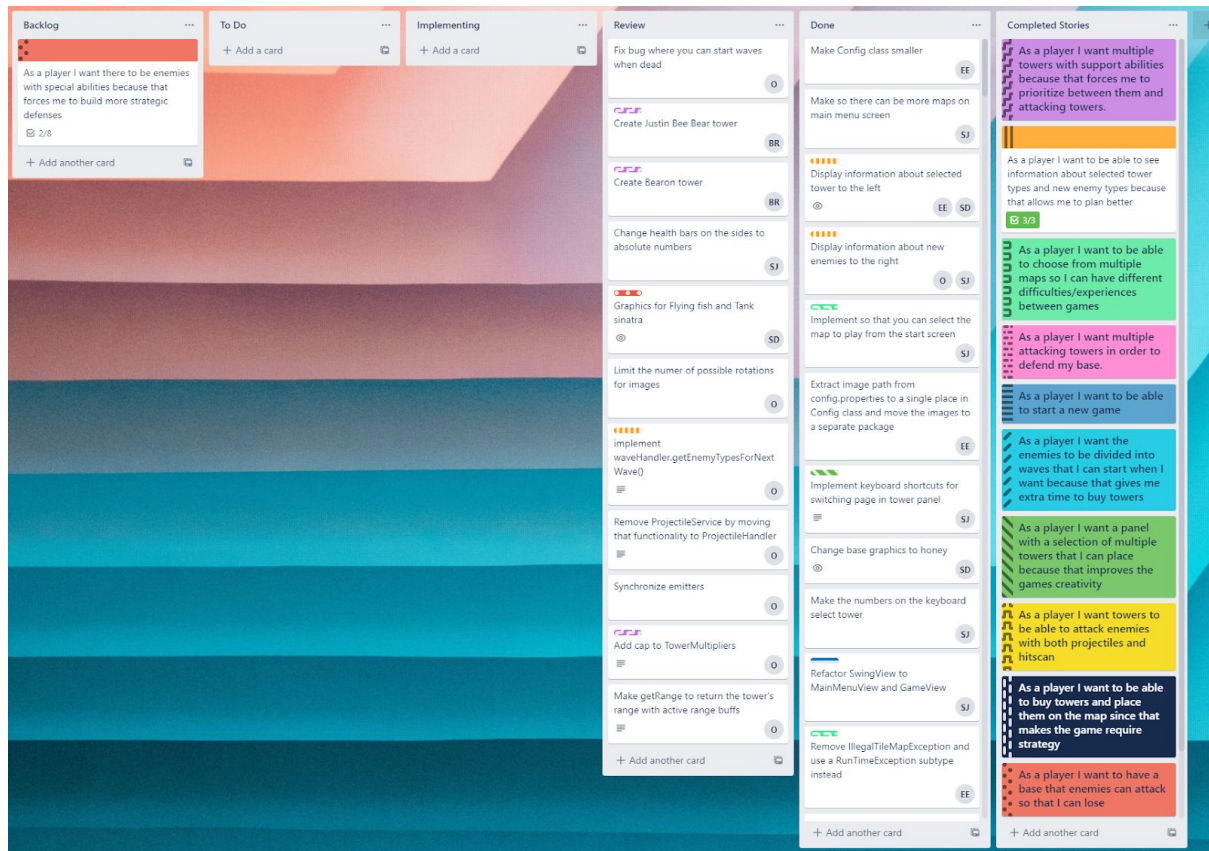 Backlog
As a player I want there to be enemies
with special abilities because that
forces me to build more strategic
defenses
2/8
+ Add another card
To Do
+ Add a card
Implementing
+ Add a card
Review
Fix bug where you can start waves
when dead
O
Create Justin Bee Bear tower
BR
Create Bearon tower
BR
Change health bars on the sides to
absolute numbers
SJ
Graphics for Flying fish and Tank
sinatra
SD
Limit the numer of possible rotations
for images
O
implement
waveHandler.getEnemyTypesForNext
Wave()
O
Remove ProjectileService by moving
that functionality to ProjectileHandler
O
Synchronize emitters
O
Add cap to TowerMultipliers
O
Make getRange to return the tower's
range with active range buffs
O
+ Add another card
Done
Make Config class smaller
EE
Make so there can be more maps on
main menu screen
SJ
Display information about selected
tower to the left
EE SD
Display information about new
enemies to the right
O SJ
Implement so that you can select the
map to play from the start screen
SJ
Extract image path from
config.properties to a single place in
Config class and move the images to
a separate package
EE
Implement keyboard shortcuts for
switching page in tower panel
SJ
Change base graphics to honey
SD
Make the numbers on the keyboard
select tower
SJ
Refactor SwingView to
MainMenuView and GameView
SJ
Remove IllegalTileMapException and
use a RunTimeException subtype
instead
EE
+ Add another card
Completed Stories
As a player I want multiple
towers with support abilities
because that forces me to
prioritize between them and
attacking towers.
As a player I want to be able to see
information about selected tower
types and new enemy types because
that allows me to plan better
3/3
As a player I want to be able
to choose from multiple
maps so I can have different
difficulties/experiences
between games
As a player I want multiple
attacking towers in order to
defend my base.
As a player I want to be able
to start a new game
As a player I want the
enemies to be divided into
waves that I can start when I
want because that gives me
extra time to buy towers
As a player I want a panel
with a selection of multiple
towers that I can place
because that improves the
games creativity
As a player I want towers to
be able to attack enemies
with both projectiles and
hitscan
As a player I want to be able
to buy towers and place
them on the map since that
makes the game require
strategy
As a player I want to have a
base that enemies can attack
so that I can lose
+ Add another card